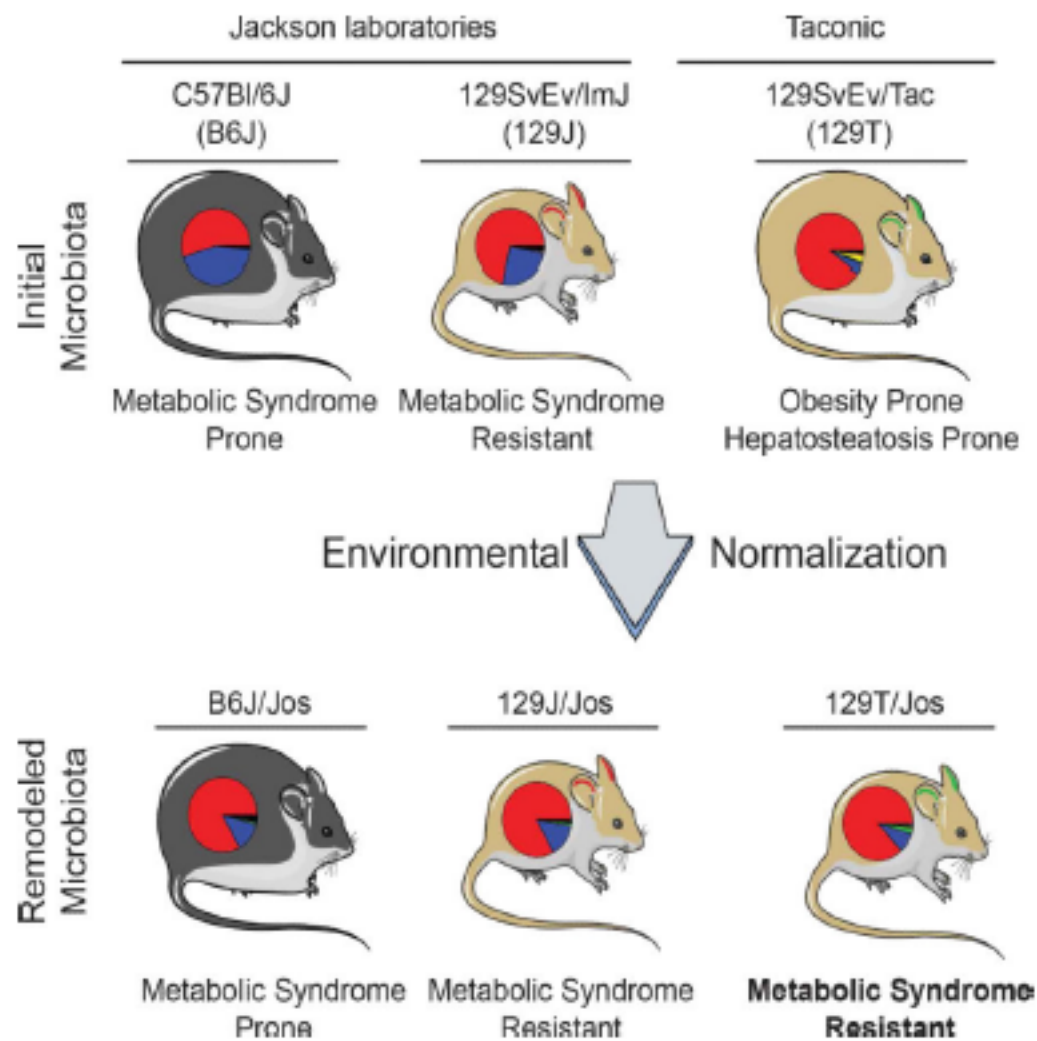 Jackson laboratories
Taconic
C57Bl/6J
(B6J)
129SvEv/ImJ
(129J)
129SvEv/Tac
(129T)
Initial
Microbiota
Metabolic Syndrome
Prone
Metabolic Syndrome
Resistant
Obesity Prone
Hepatosteatosis Prone
Environmental
Normalization
B6J/Jos
129J/Jos
129T/Jos
Remodeled
Microbiota
Metabolic Syndrome
Prone
Metabolic Syndrome
Resistant
Metabolic Syndrome
Resistant